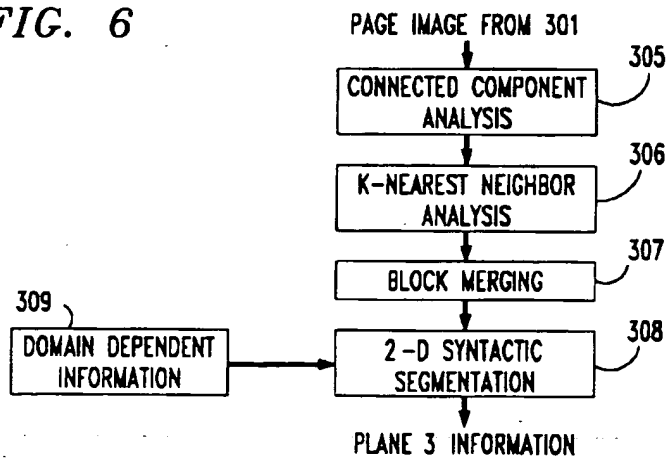 FIG. 6
PAGE IMAGE FROM 301
305
CONNECTED COMPONENT
ANALYSIS
306
K-NEAREST NEIGHBOR
ANALYSIS
307
BLOCK MERGING
309
308
DOMAIN DEPENDENT
INFORMATION
2-D SYNTACTIC
SEGMENTATION
PLANE 3 INFORMATION